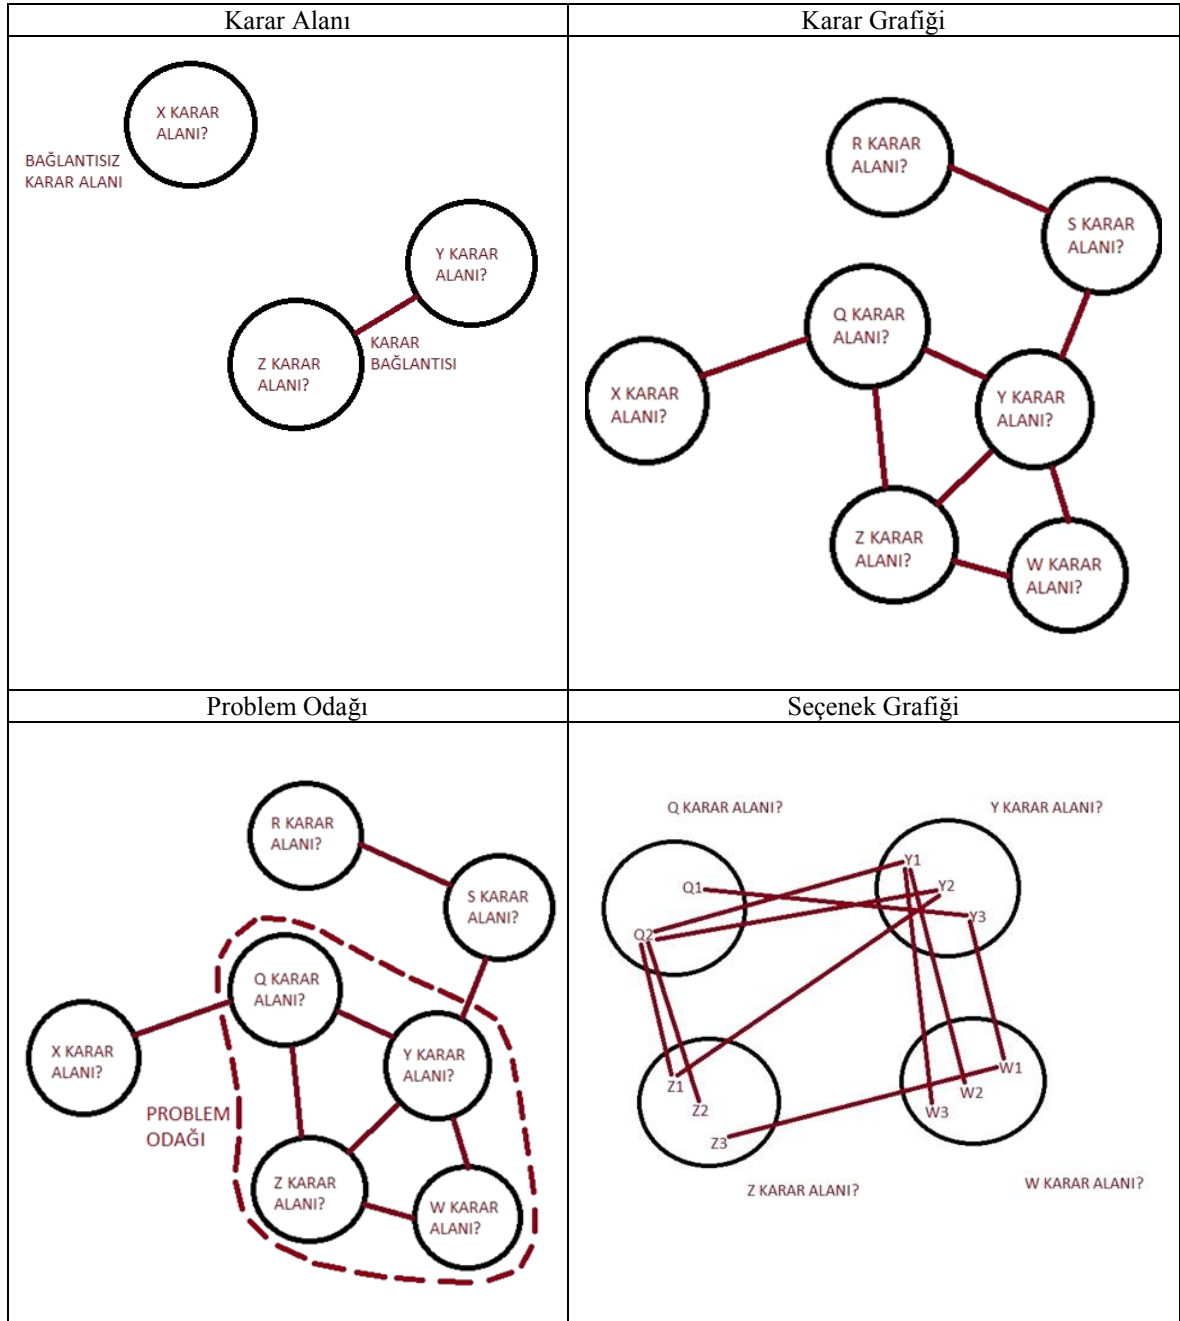 Karar Alanı
X KARAR
ALANI?
BAĞLANTISIZ
KARAR ALANI
Y KARAR
ALANI?
Z KARAR
ALANI?
KARAR
BAĞLANTISI
Karar Grafiği
R KARAR
ALANI?
S KARAR
ALANI?
Q KARAR
ALANI?
X KARAR
ALANI?
Y KARAR
ALANI?
Z KARAR
ALANI?
W KARAR
ALANI?
Problem Odağı
R KARAR
ALANI?
S KARAR
ALANI?
Q KARAR
ALANI?
X KARAR
ALANI?
Y KARAR
ALANI?
PROBLEM
ODAĞI
Z KARAR
ALANI?
W KARAR
ALANI?
Seçenek Grafiği
Q KARAR ALANI?
Y KARAR ALANI?
Q1
Q2
Y1
Y2
Y3
Z1
Z2
Z3
W1
W2
W3
Z KARAR ALANI?
W KARAR ALANI?